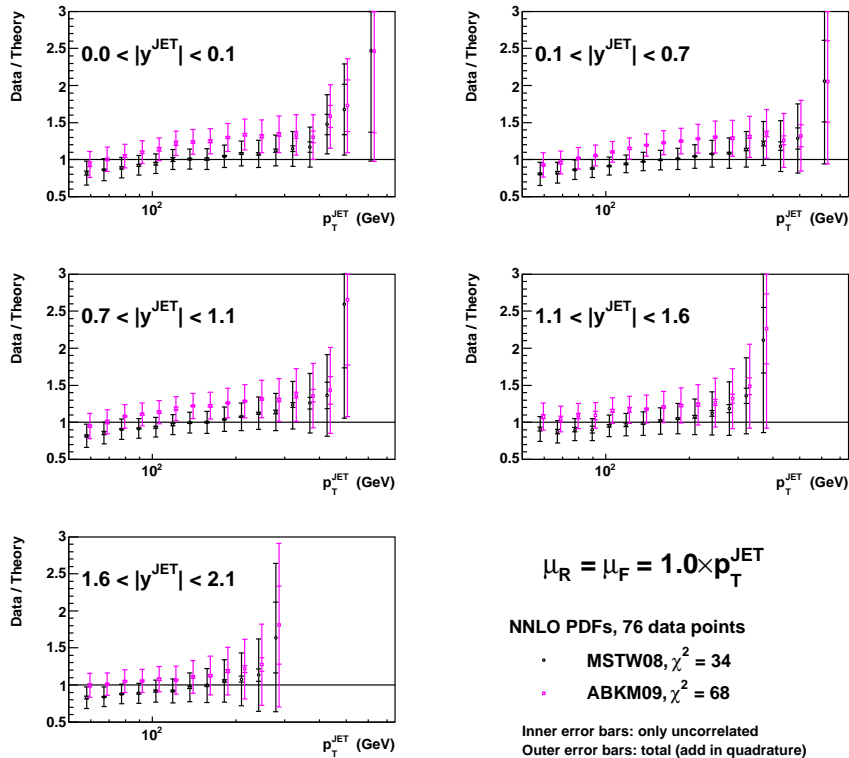 Data / Theory
3
2.5
2
1.5
1
0.5
0.0 < |y^JET| < 0.1
10^2
p_T^JET (GeV)
Data / Theory
3
2.5
2
1.5
1
0.5
0.1 < |y^JET| < 0.7
10^2
p_T^JET (GeV)
Data / Theory
3
2.5
2
1.5
1
0.5
0.7 < |y^JET| < 1.1
10^2
p_T^JET (GeV)
Data / Theory
3
2.5
2
1.5
1
0.5
1.1 < |y^JET| < 1.6
10^2
p_T^JET (GeV)
Data / Theory
3
2.5
2
1.5
1
0.5
1.6 < |y^JET| < 2.1
10^2
p_T^JET (GeV)
μ_R = μ_F = 1.0×p_T^JET
NNLO PDFs, 76 data points
MSTW08, χ² = 34
ABKM09, χ² = 68
Inner error bars: only uncorrelated
Outer error bars: total (add in quadrature)